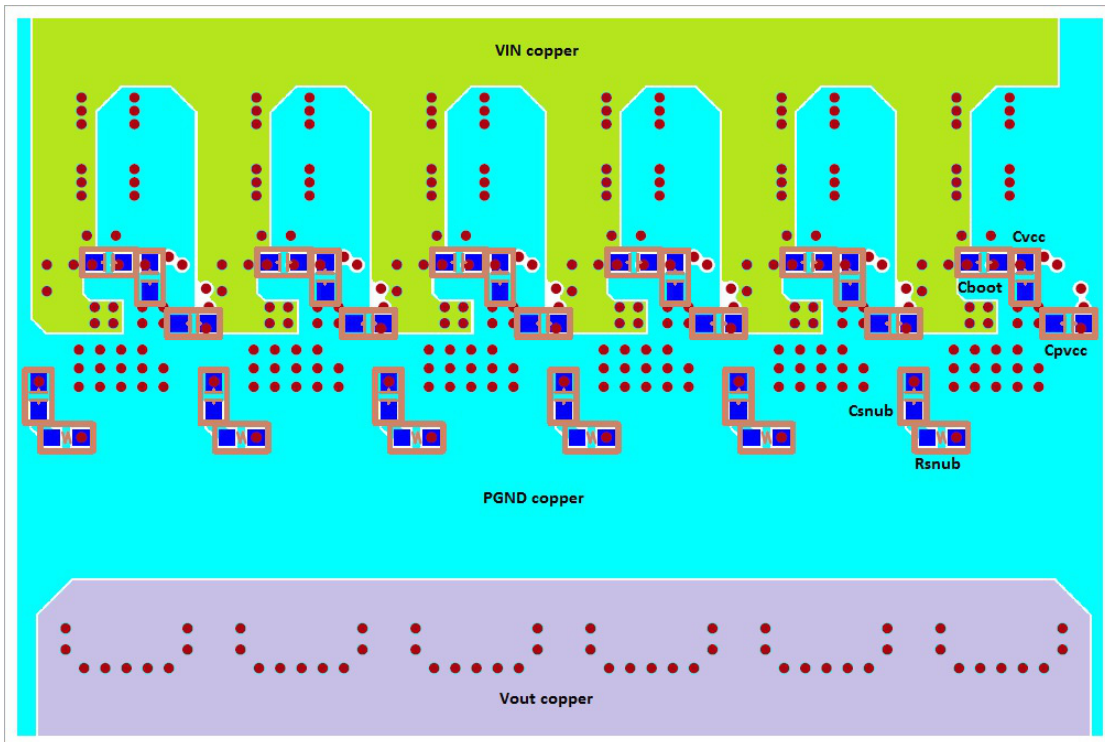 VIN copper
Cvcc
Cboot
Cpvcc
Csnub
Rsnub
PGND copper
Vout copper